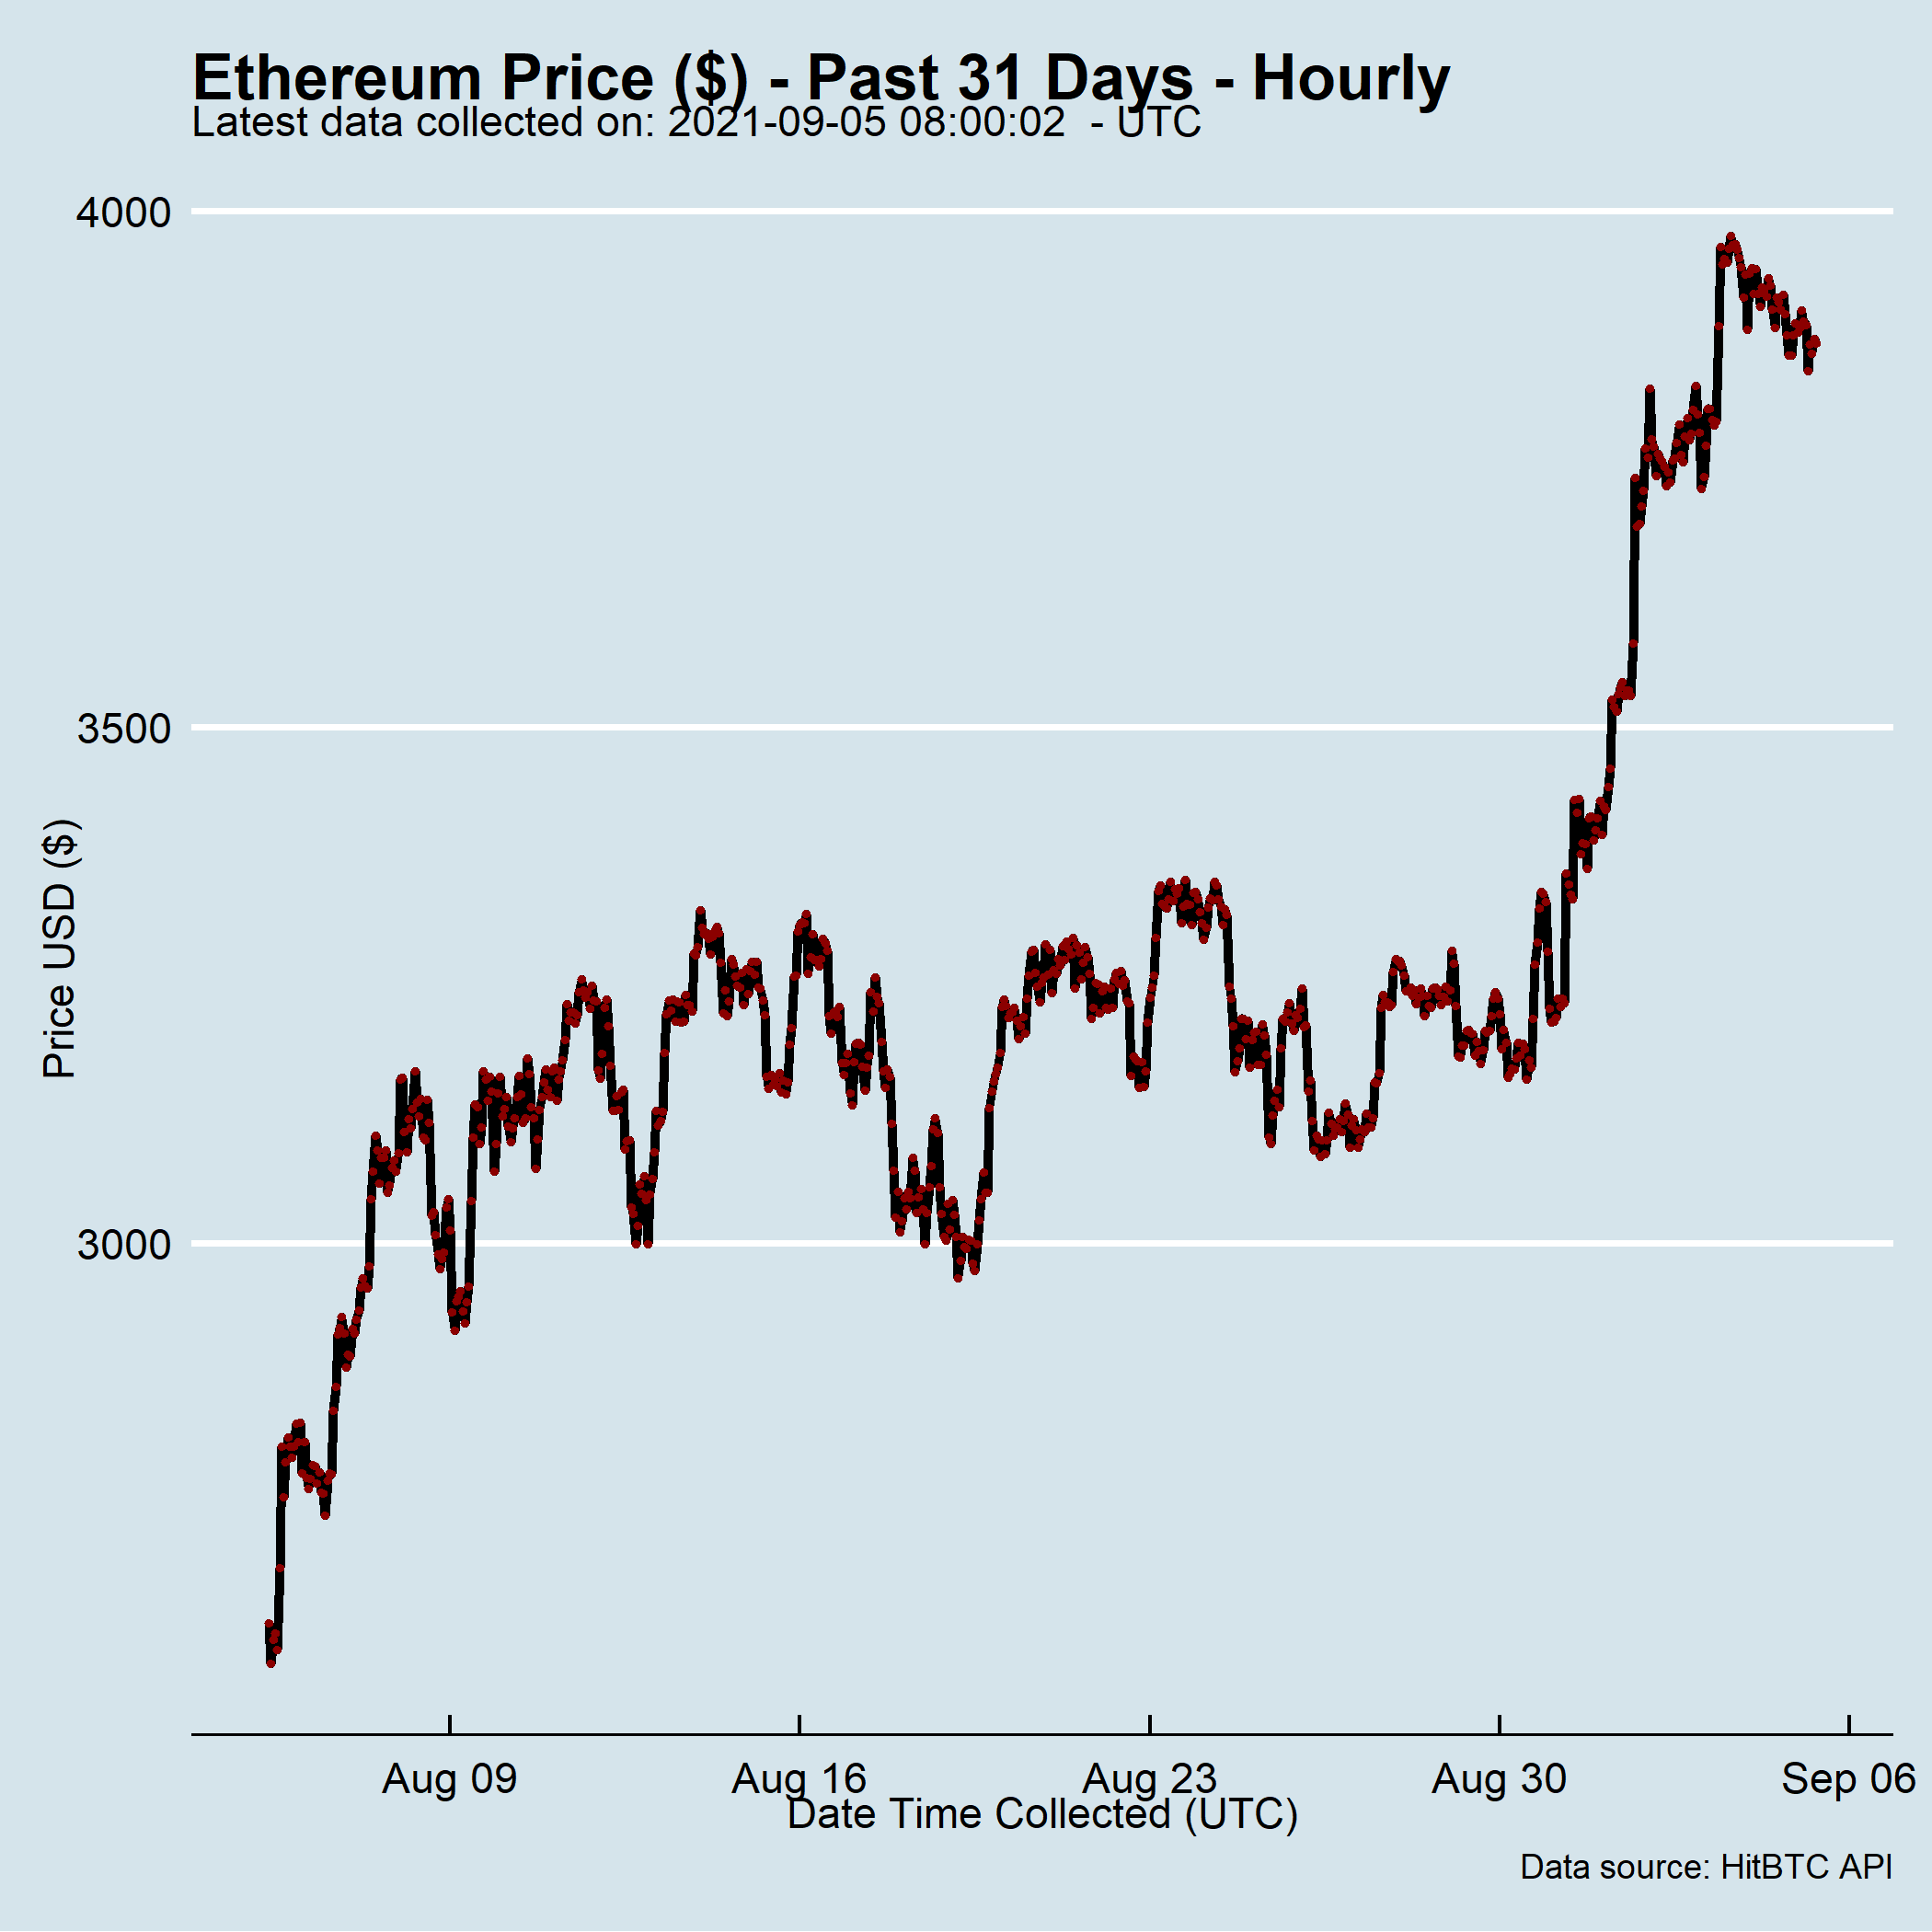 Ethereum Price ($) - Past 31 Days - Hourly
Latest data collected on: 2021-09-05 08:00:02  - UTC
4000
3500
3000
Price USD ($)
Aug 09
Aug 16
Aug 23
Aug 30
Sep 06
Date Time Collected (UTC)
Data source: HitBTC API